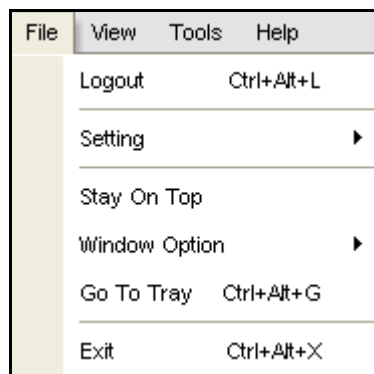 File View Tools Help
Logout Ctrl+Alt+L
Setting
Stay On Top
Window Option
Go To Tray Ctrl+Alt+G
Exit Ctrl+Alt+X